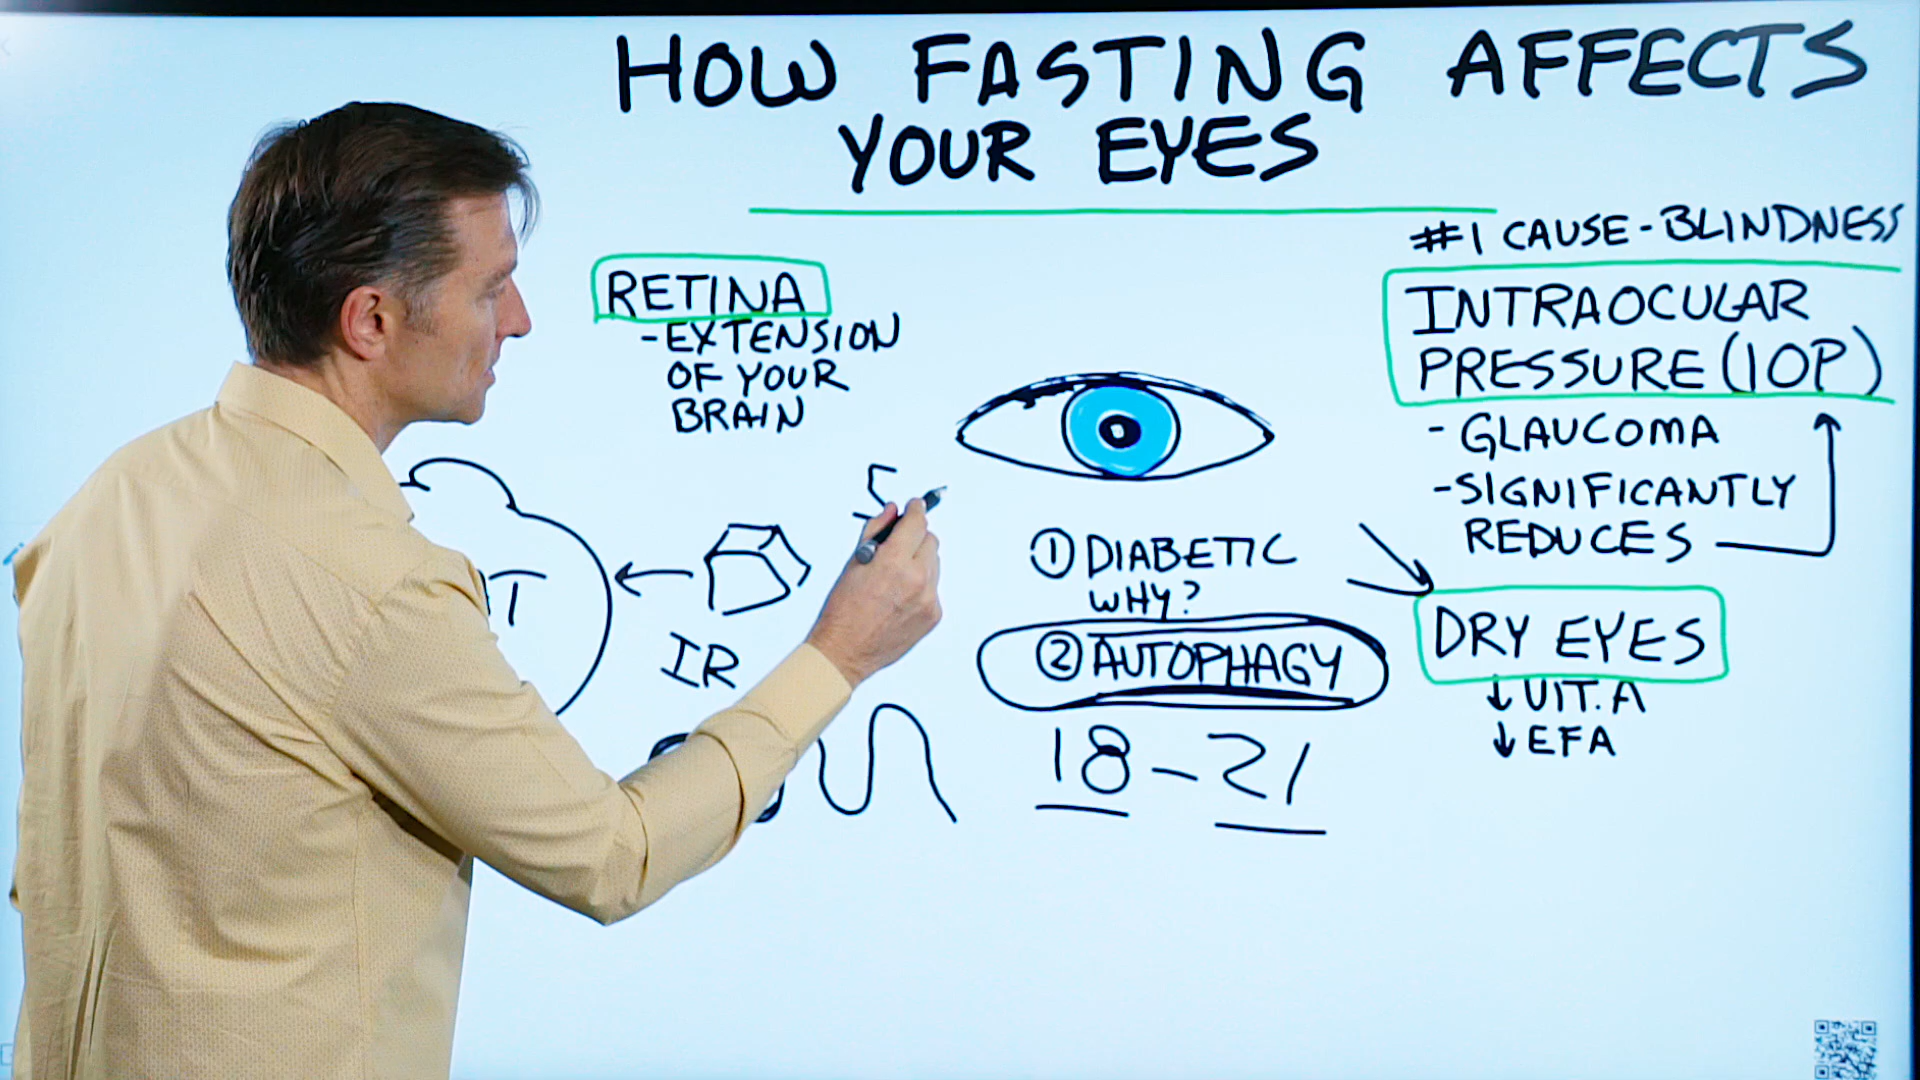 HOW FASTING AFFECTS
YOUR EYES
RETINA
-EXTENSION
OF YOUR
BRAIN
IR
① DIABETIC
WHY?
② AUTOPHAGY
18-21
#1 CAUSE-BLINDNESS
INTRAOCULAR
PRESSURE (IOP)
- GLAUCOMA
-SIGNIFICANTLY
REDUCES
DRY EYES
↓ VIT. A
↓ EFA